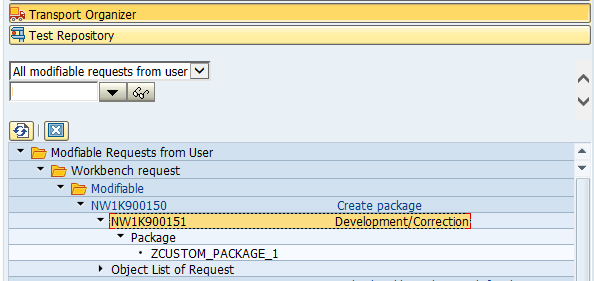 Transport Organizer
Test Repository
All modifiable requests from user
Modfiable Requests from User
Workbench request
Modifiable
NW1K900150 Create package
NW1K900151 Development/Correction
Package
ZCUSTOM_PACKAGE_1
Object List of Request